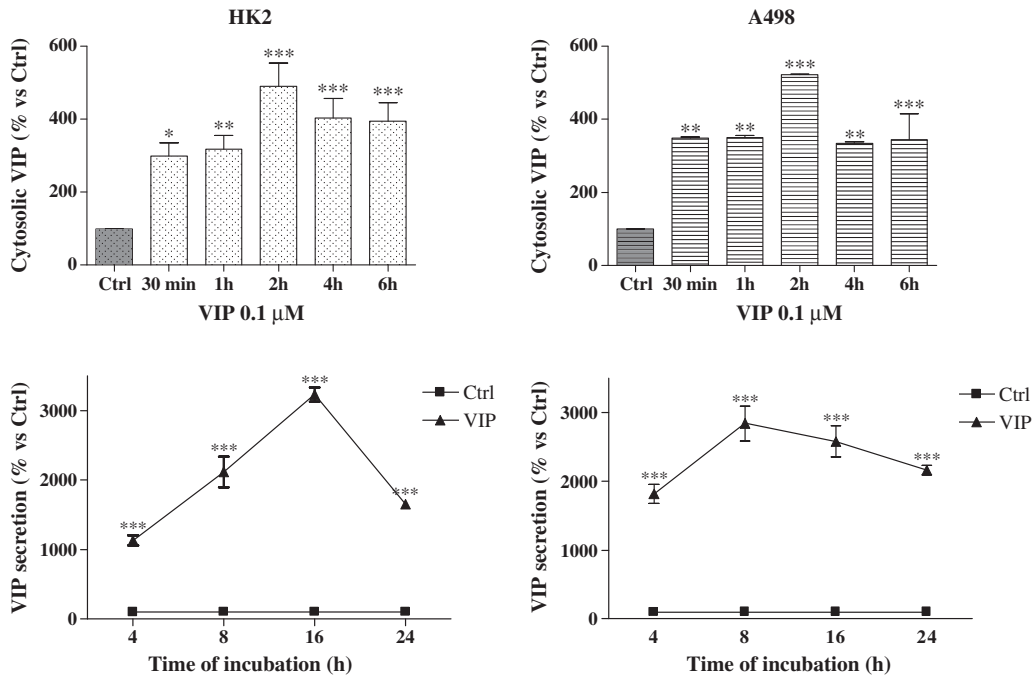 HK2
Cytosolic VIP (% vs Ctrl)
600
400
200
0
*
**
***
***
***
Ctrl 30 min 1h 2h 4h 6h
VIP 0.1 µM
A498
Cytosolic VIP (% vs Ctrl)
600
400
200
0
**
**
***
**
***
Ctrl 30 min 1h 2h 4h 6h
VIP 0.1 µM
VIP secretion (% vs Ctrl)
3000
2000
1000
0
***
***
***
***
Ctrl
VIP
4 8 16 24
Time of incubation (h)
VIP secretion (% vs Ctrl)
3000
2000
1000
0
***
***
***
***
Ctrl
VIP
4 8 16 24
Time of incubation (h)